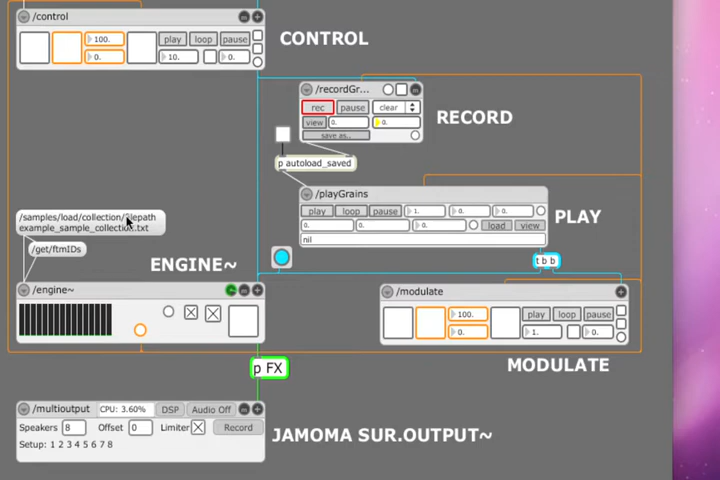 /control
100. play loop pause
0. 10. 0.
CONTROL
/recordGr...
rec pause clear
view 0. 0.
save as..
RECORD
p autoload_saved
/playGrains
play loop pause 1. 0. 0.
0. 0. 0. load view
nil
PLAY
/samples/load/collection/filepath
example_sample_collection.txt
/get/ftmIDs
ENGINE~
t b b
/engine~
/modulate
100. play loop pause
0. 1. 0.
MODULATE
p FX
/multioutput CPU: 3.60% DSP Audio Off
Speakers 8 Offset 0 Limiter Record
Setup: 1 2 3 4 5 6 7 8
JAMOMA SUR.OUTPUT~